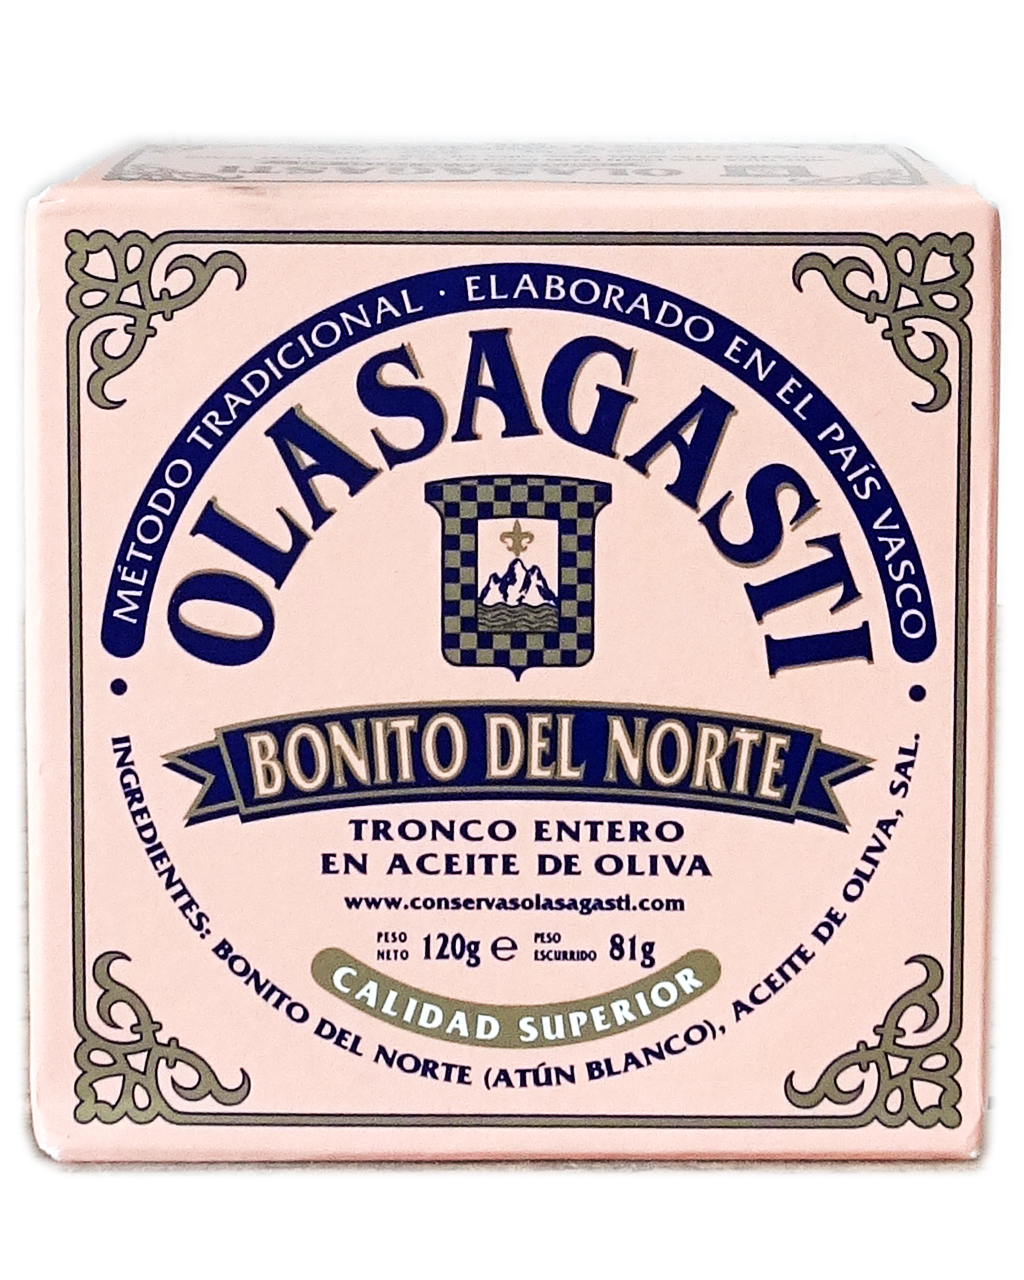 OLASAGASTI
MÉTODO TRADICIONAL · ELABORADO EN EL PAÍS VASCO
OLASAGASTI
BONITO DEL NORTE
TRONCO ENTERO
EN ACEITE DE OLIVA
www.conservasolasagasti.com
PESO NETO 120g ℮ PESO ESCURRIDO 81g
CALIDAD SUPERIOR
INGREDIENTES: BONITO DEL NORTE (ATÚN BLANCO), ACEITE DE OLIVA, SAL.